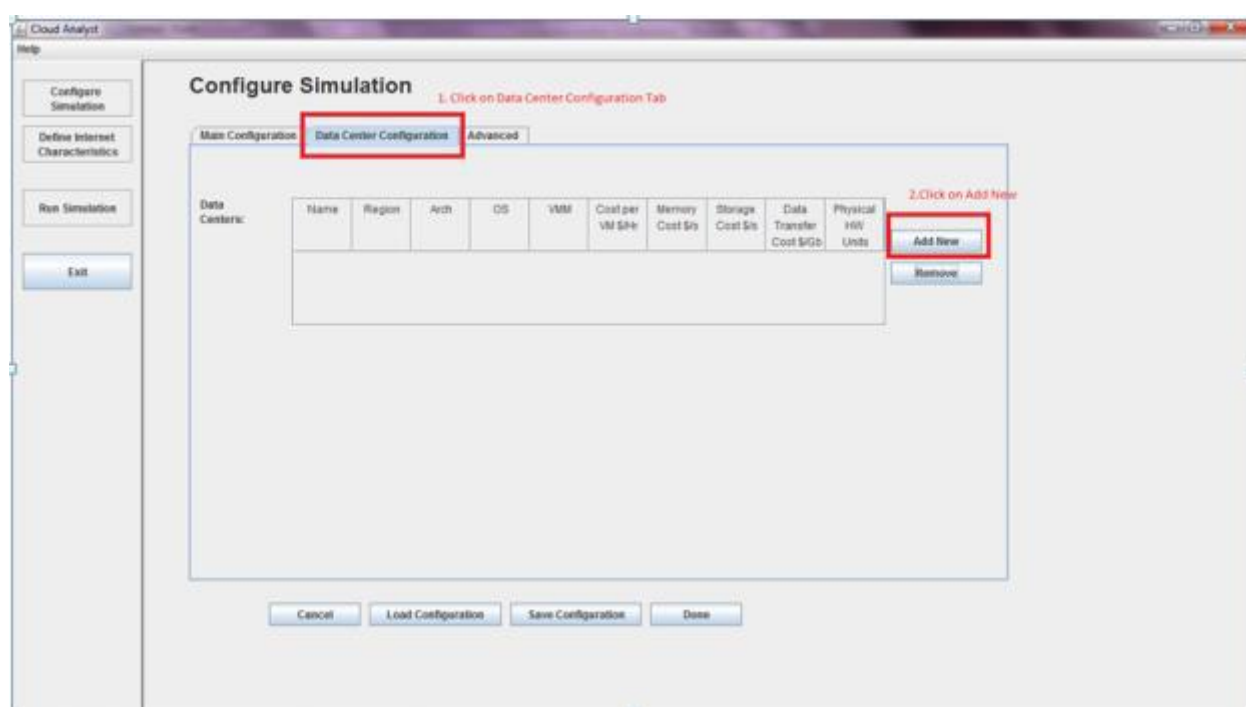 Cloud Analyst
Help
Configure Simulation
1. Click on Data Center Configuration Tab
Configure
Simulation
Define Internet
Characteristics
Run Simulation
Exit
Main Configuration Data Center Configuration Advanced
2.Click on Add New
Data
Centers:
Name Region Arch OS VMM Cost per Memory Storage Data Physical
VM $/Hr Cost $/s Cost $/s Transfer HW
Cost $/Gb Units
Add New
Remove
Cancel Load Configuration Save Configuration Done